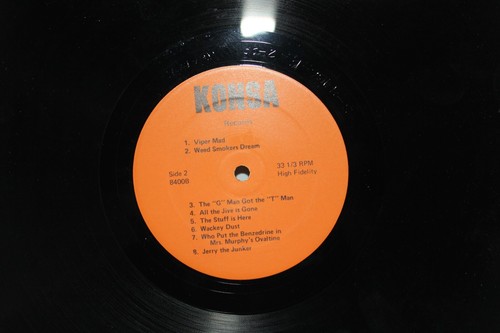 KONSA
Records
1. Viper Mad
2. Weed Smokers Dream
Side 2
84006
33 1/3 RPM
High Fidelity
3. The "G" Man Got the "T" Man
4. All the Jive is Gone
5. The Stuff is Here
6. Wackey Dust
7. Who Put the Benzedrine in
Mrs. Murphy's Ovaltine
8. Jerry the Junker